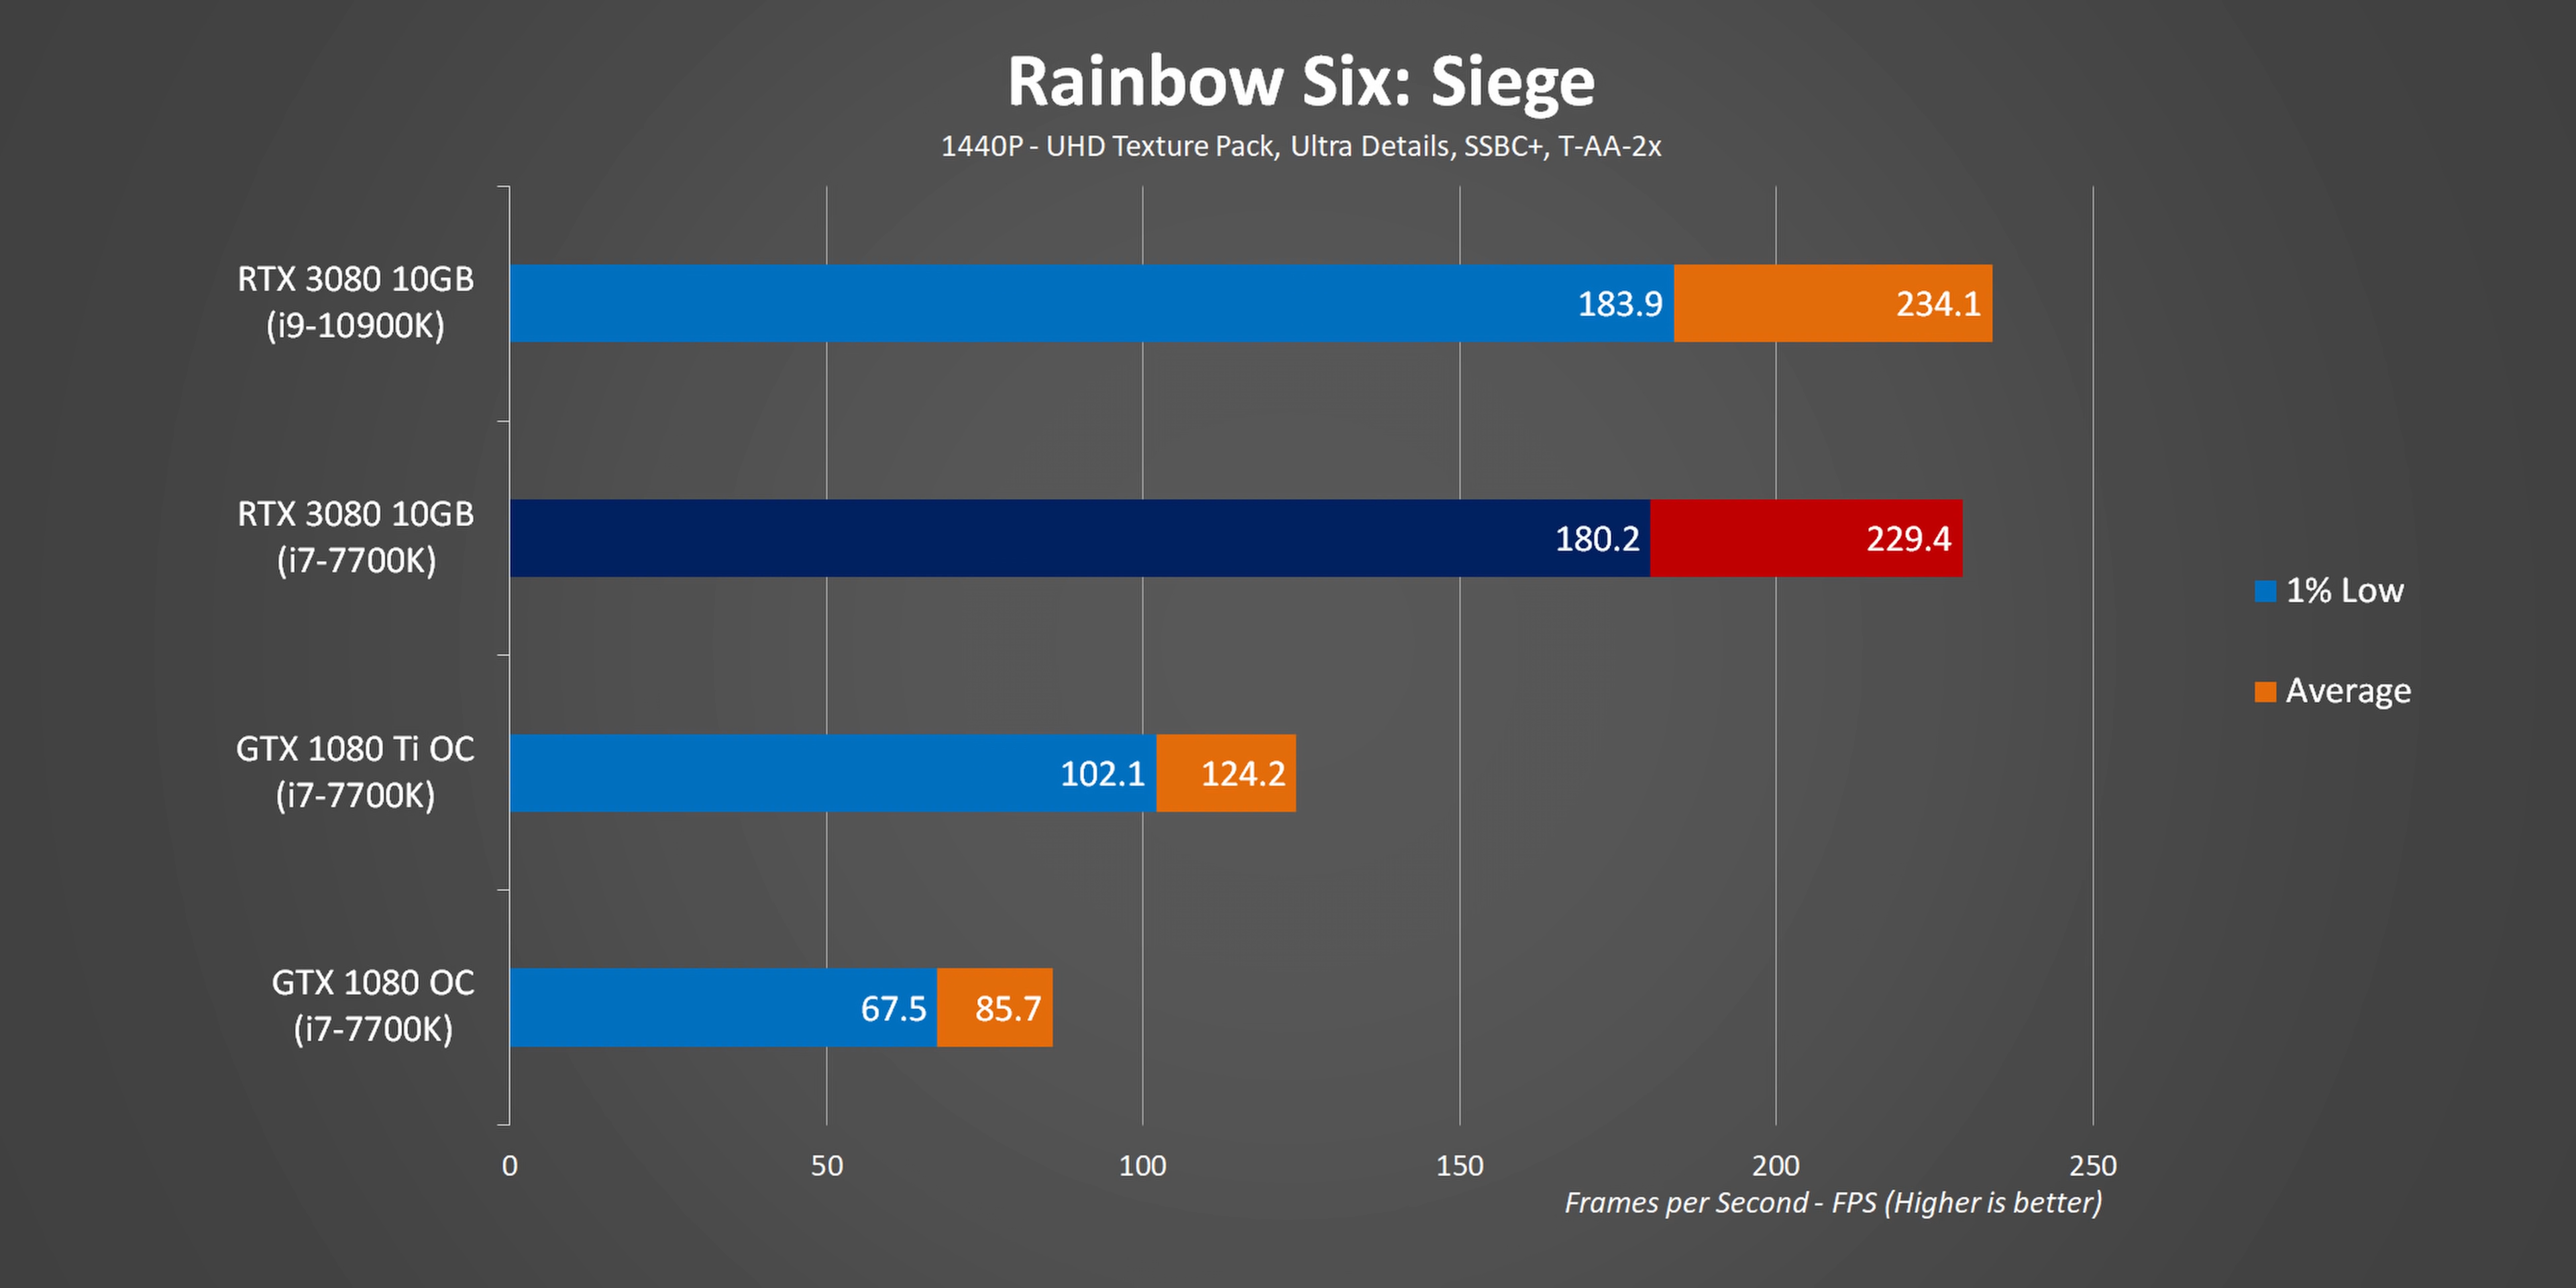 Rainbow Six: Siege
1440P - UHD Texture Pack, Ultra Details, SSBC+, T-AA-2x
RTX 3080 10GB
(i9-10900K)
183.9
234.1
RTX 3080 10GB
(i7-7700K)
180.2
229.4
GTX 1080 Ti OC
(i7-7700K)
102.1
124.2
GTX 1080 OC
(i7-7700K)
67.5
85.7
1% Low
Average
0 50 100 150 200 250
Frames per Second - FPS (Higher is better)